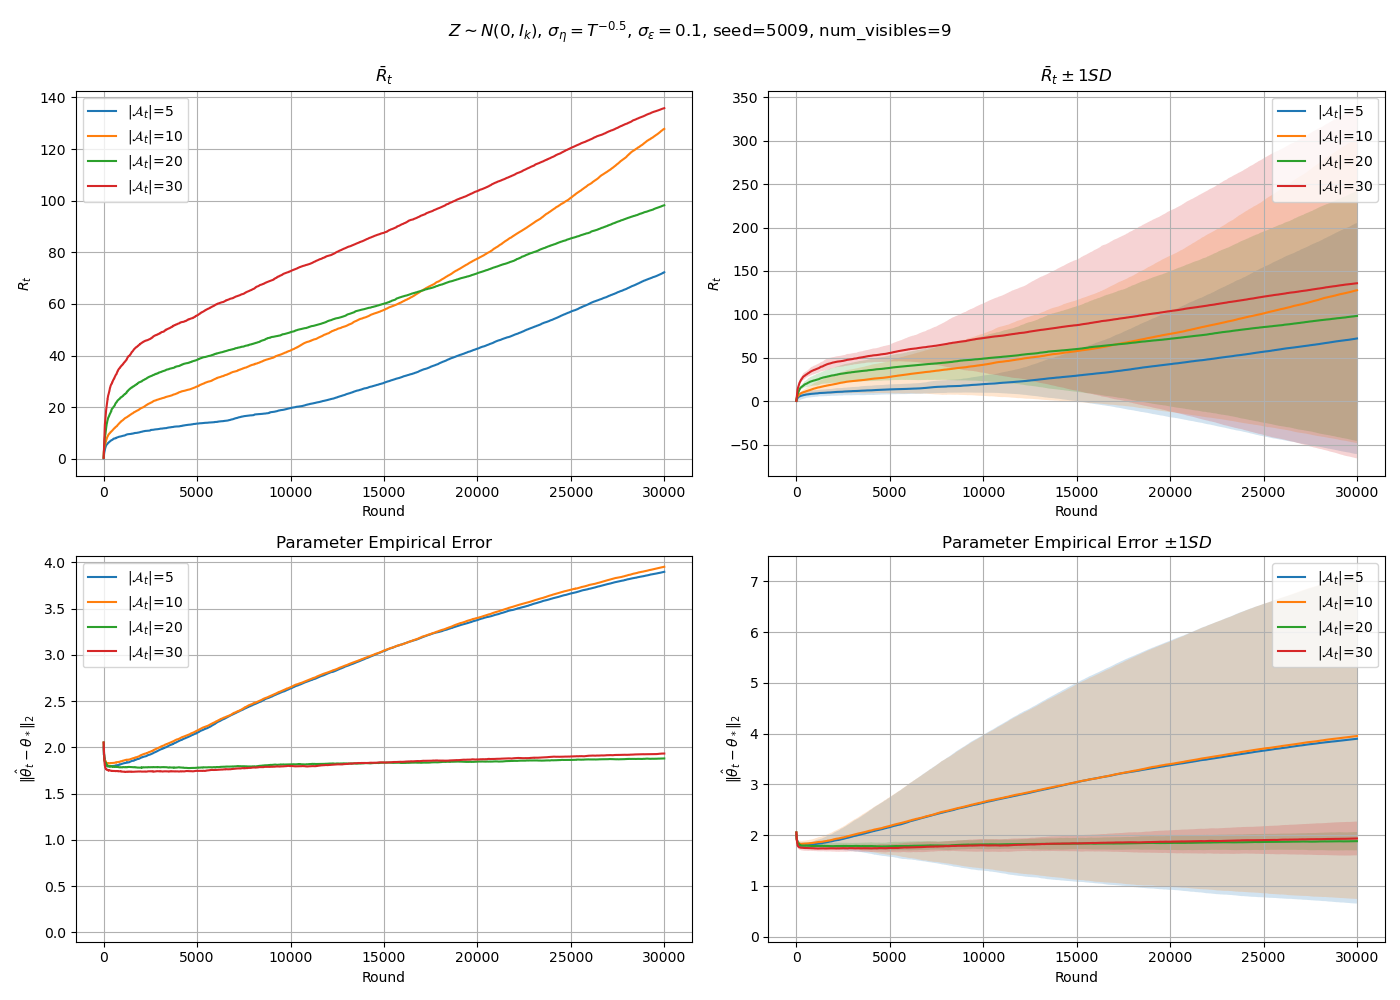 Z ∼ N(0, I_k), σ_η = T^{−0.5}, σ_ε = 0.1, seed=5009, num_visibles=9
R̄_t
R_t
140
120
100
80
60
40
20
0
|𝒜_t|=5
|𝒜_t|=10
|𝒜_t|=20
|𝒜_t|=30
0 5000 10000 15000 20000 25000 30000
Round
R̄_t ± 1SD
R_t
350
300
250
200
150
100
50
0
−50
|𝒜_t|=5
|𝒜_t|=10
|𝒜_t|=20
|𝒜_t|=30
0 5000 10000 15000 20000 25000 30000
Round
Parameter Empirical Error
‖θ̂_t − θ_*‖_2
4.0
3.5
3.0
2.5
2.0
1.5
1.0
0.5
0.0
|𝒜_t|=5
|𝒜_t|=10
|𝒜_t|=20
|𝒜_t|=30
0 5000 10000 15000 20000 25000 30000
Round
Parameter Empirical Error ±1SD
‖θ̂_t − θ_*‖_2
7
6
5
4
3
2
1
0
|𝒜_t|=5
|𝒜_t|=10
|𝒜_t|=20
|𝒜_t|=30
0 5000 10000 15000 20000 25000 30000
Round